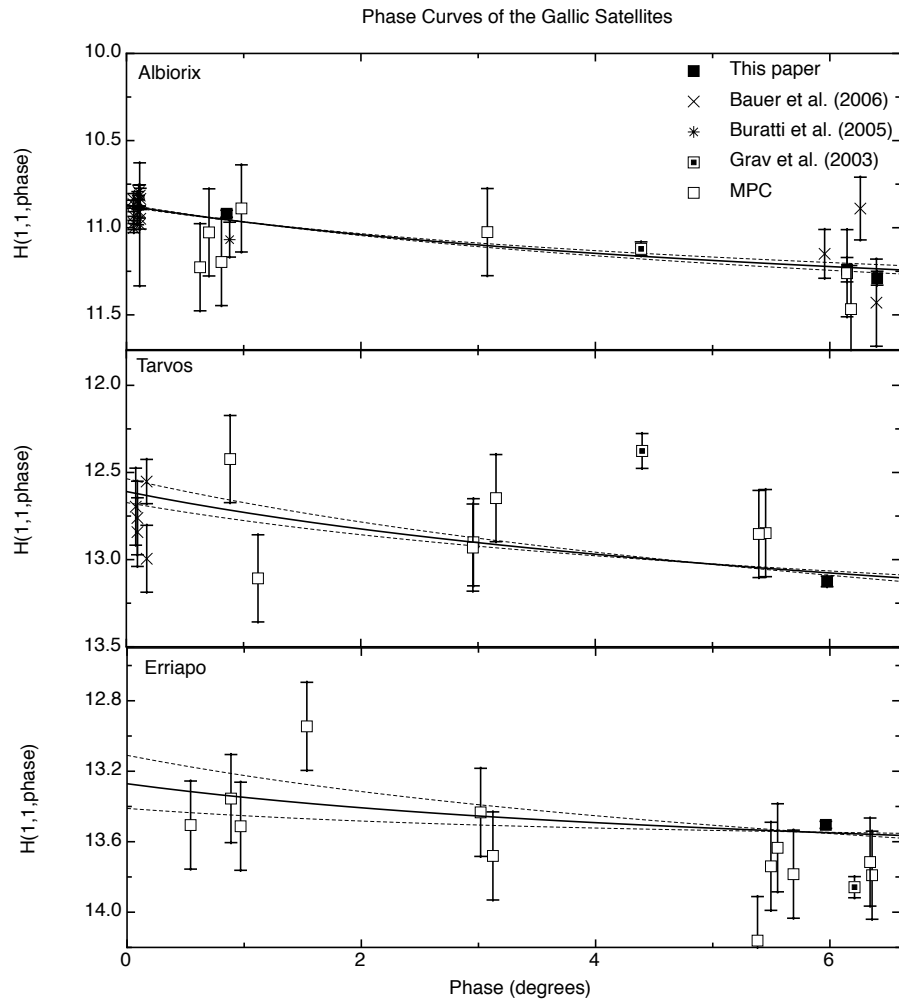 Phase Curves of the Gallic Satellites
10.0
Albiorix
This paper
Bauer et al. (2006)
Buratti et al. (2005)
Grav et al. (2003)
MPC
10.5
11.0
11.5
H(1,1,phase)
Tarvos
12.0
12.5
13.0
13.5
H(1,1,phase)
Erriapo
12.8
13.2
13.6
14.0
H(1,1,phase)
0 2 4 6
Phase (degrees)